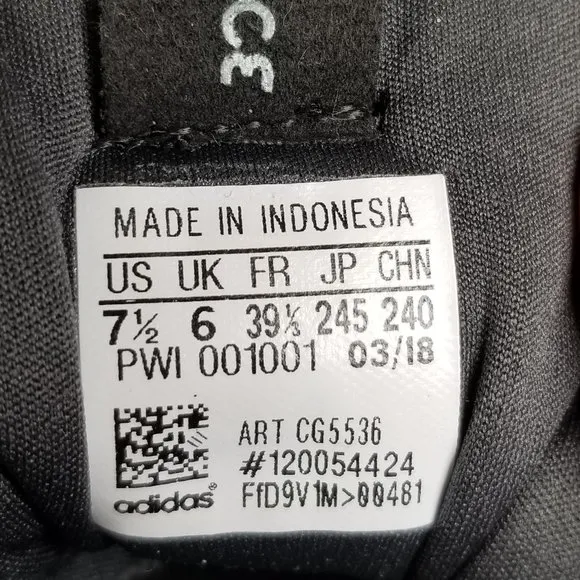 CE
MADE IN INDONESIA
US UK FR JP CHN
7½ 6 39⅓ 245 240
PWI 001001 03/18
ART CG5536
#120054424
FfD9V1M>00481
adidas